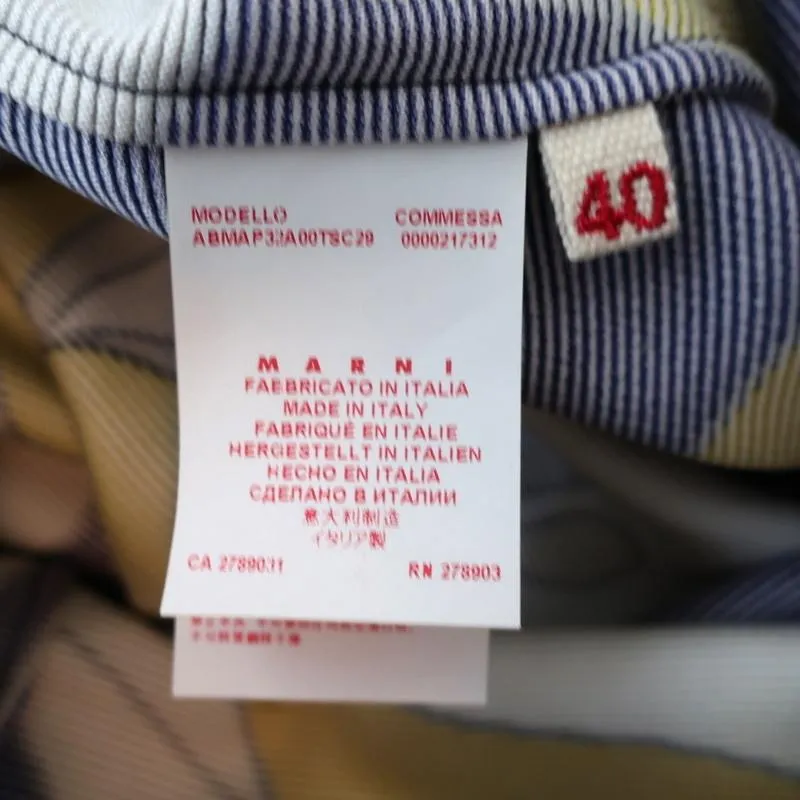 40
MODELLO COMMESSA
ABMAP32A00TSC29 0000217312
MARNI
FAEBRICATO IN ITALIA
MADE IN ITALY
FABRIQUÉ EN ITALIE
HERGESTELLT IN ITALIEN
HECHO EN ITALIA
СДЕЛАНО В ИТАЛИИ
意大利制造
イタリア製
CA 2789031 RN 278903